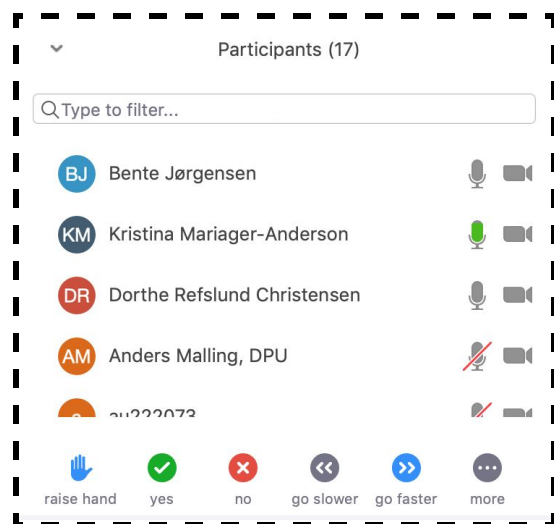 Participants (17)
Type to filter...
BJ Bente Jørgensen
KM Kristina Mariager-Anderson
DR Dorthe Refslund Christensen
AM Anders Malling, DPU
a au222073
raise hand yes no go slower go faster more